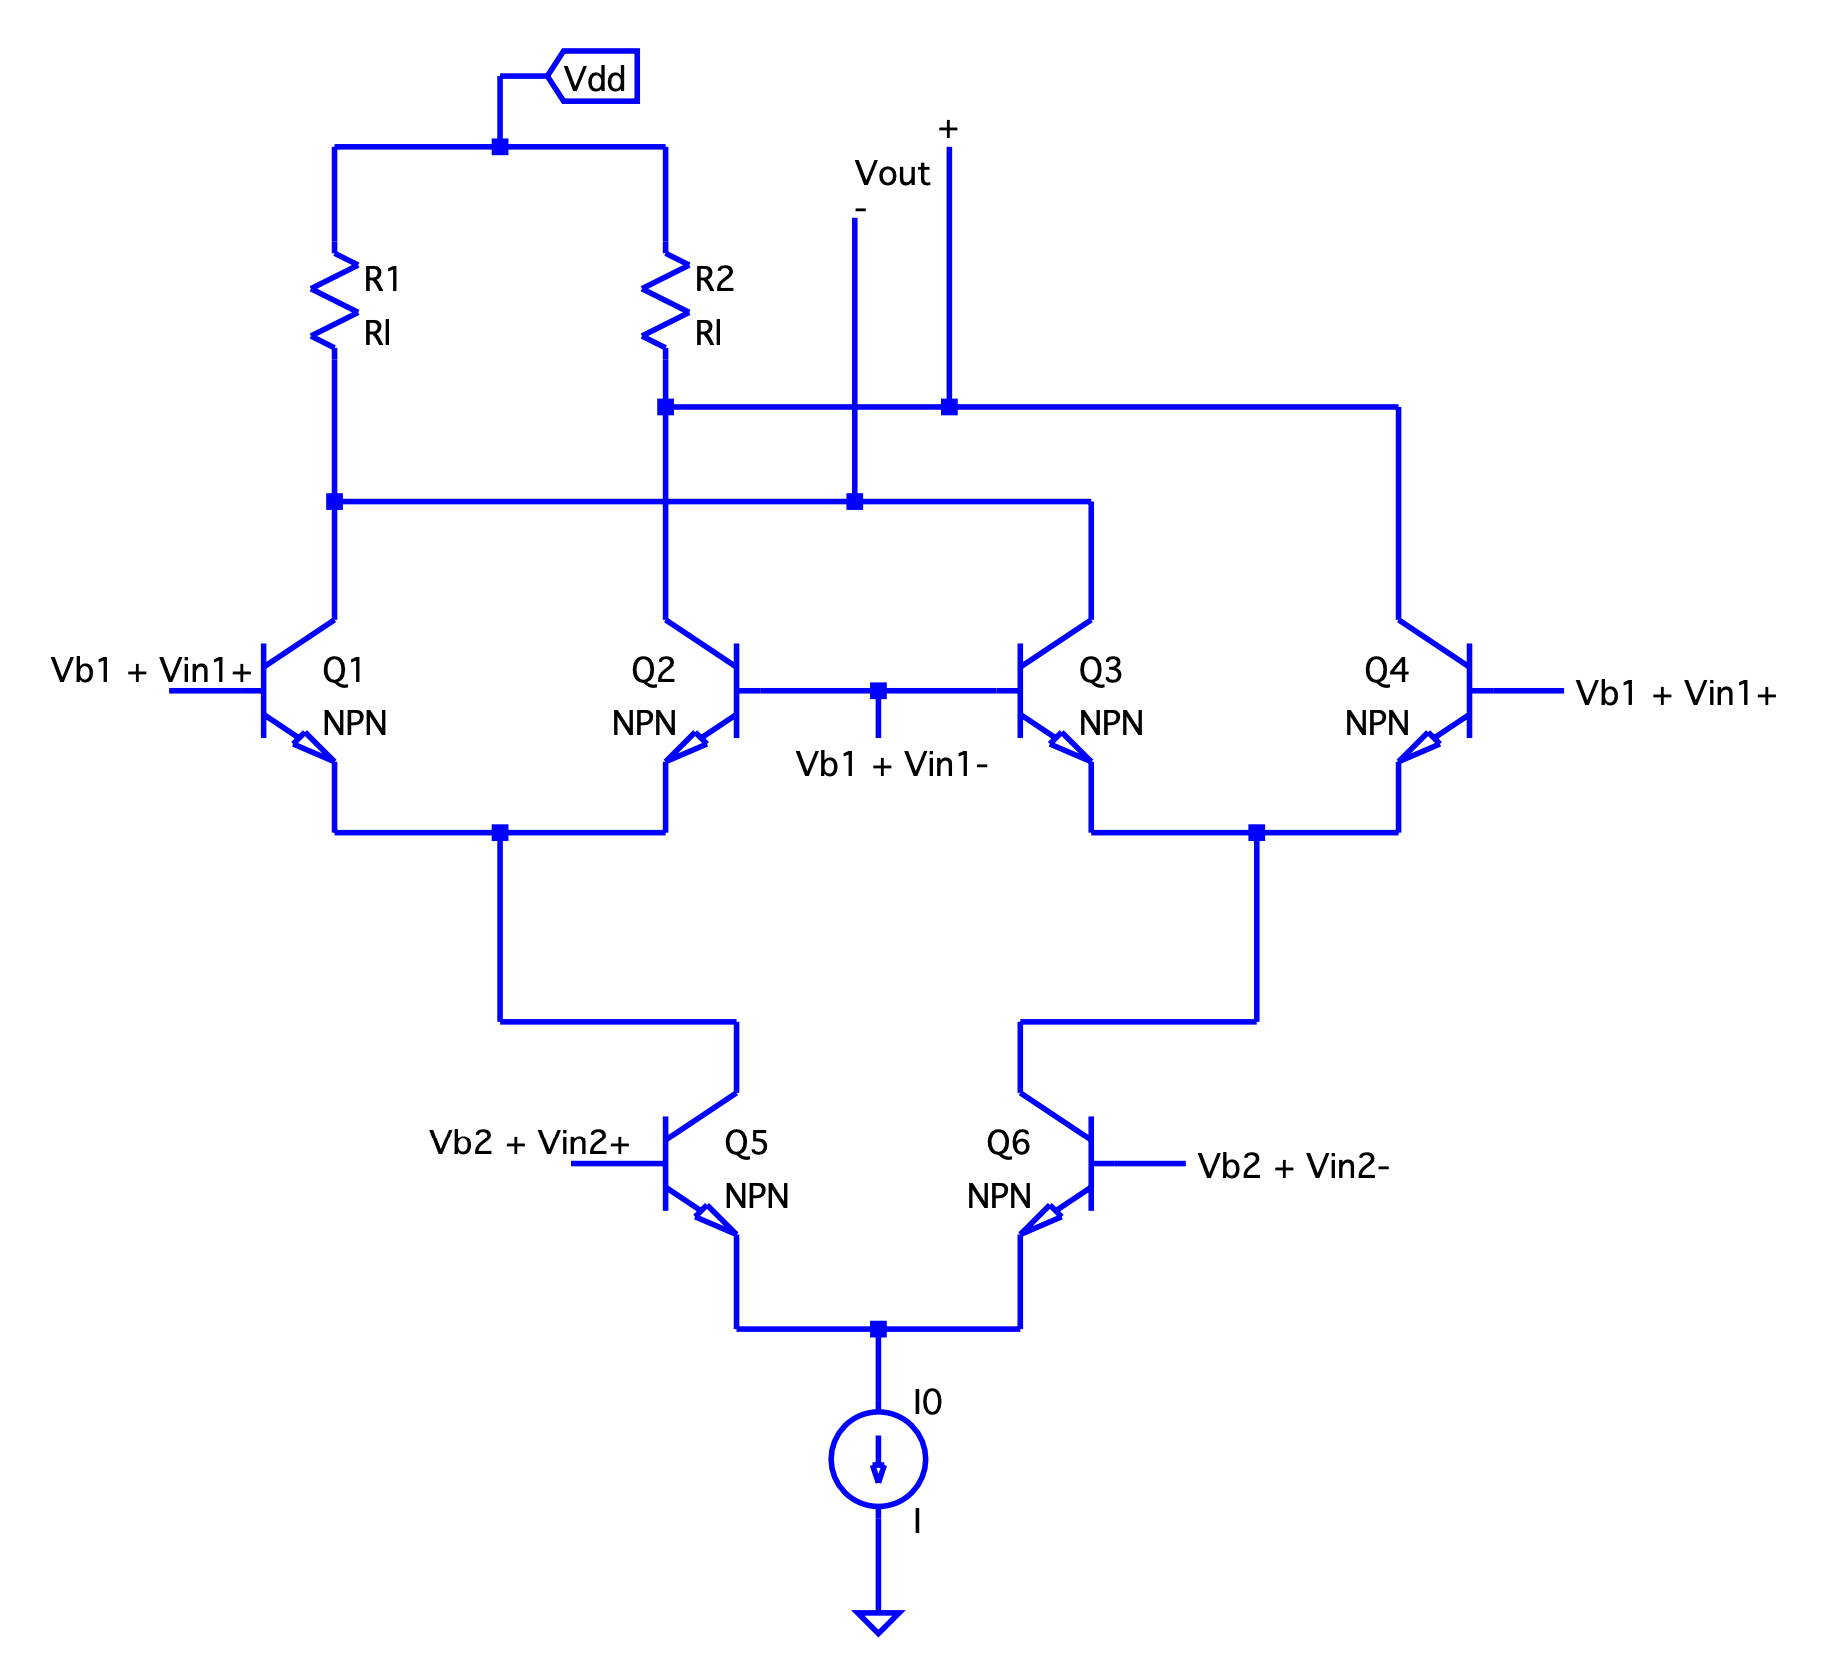 Vdd
+
Vout
-
R1
Rl
R2
Rl
Vb1 + Vin1+
Q1
NPN
Q2
NPN
Vb1 + Vin1-
Q3
NPN
Q4
NPN
Vb1 + Vin1+
Vb2 + Vin2+
Q5
NPN
Q6
NPN
Vb2 + Vin2-
I0
I